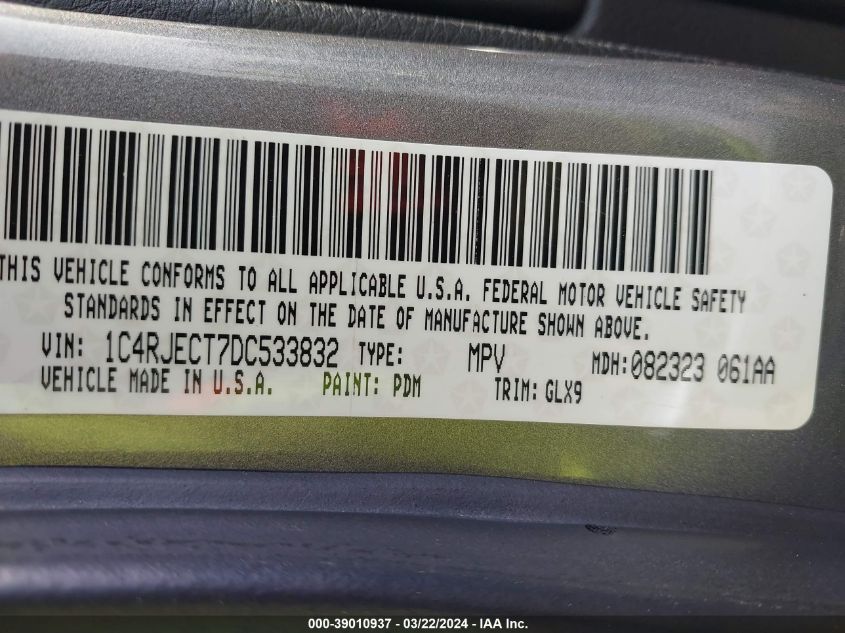 THIS VEHICLE CONFORMS TO ALL APPLICABLE U.S.A. FEDERAL MOTOR VEHICLE SAFETY
STANDARDS IN EFFECT ON THE DATE OF MANUFACTURE SHOWN ABOVE.
VIN: 1C4RJECT7DC533832 TYPE: MPV MDH:082323 061AA
VEHICLE MADE IN U.S.A. PAINT: PDM TRIM: GLX9
000-39010937 - 03/22/2024 - IAA Inc.